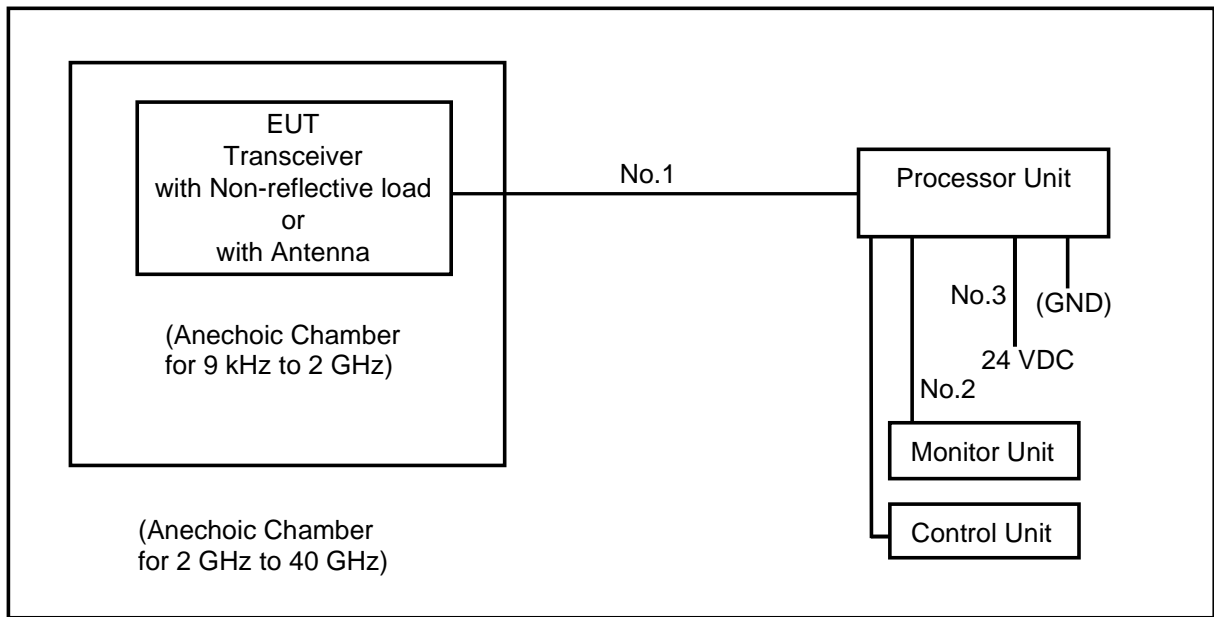 EUT
Transceiver
with Non-reflective load
or
with Antenna
No.1
Processor Unit
(Anechoic Chamber
for 9 kHz to 2 GHz)
No.3
(GND)
24 VDC
No.2
Monitor Unit
Control Unit
(Anechoic Chamber
for 2 GHz to 40 GHz)